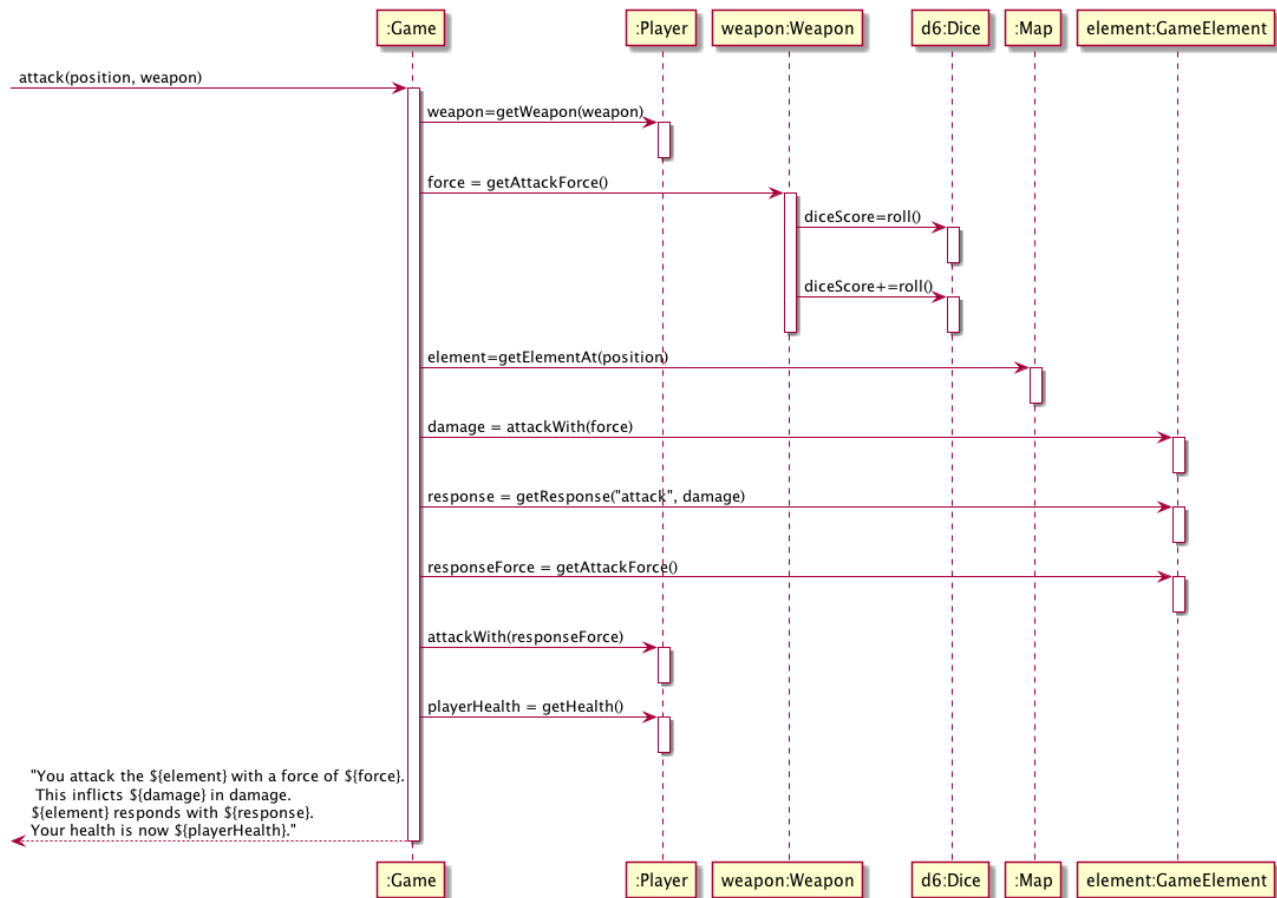 :Game :Player weapon:Weapon d6:Dice :Map element:GameElement
attack(position, weapon)
weapon=getWeapon(weapon)
force = getAttackForce()
diceScore=roll()
diceScore+=roll()
element=getElementAt(position)
damage = attackWith(force)
response = getResponse("attack", damage)
responseForce = getAttackForce()
attackWith(responseForce)
playerHealth = getHealth()
"You attack the ${element} with a force of ${force}.
This inflicts ${damage} in damage.
${element} responds with ${response}.
Your health is now ${playerHealth}."
:Game :Player weapon:Weapon d6:Dice :Map element:GameElement